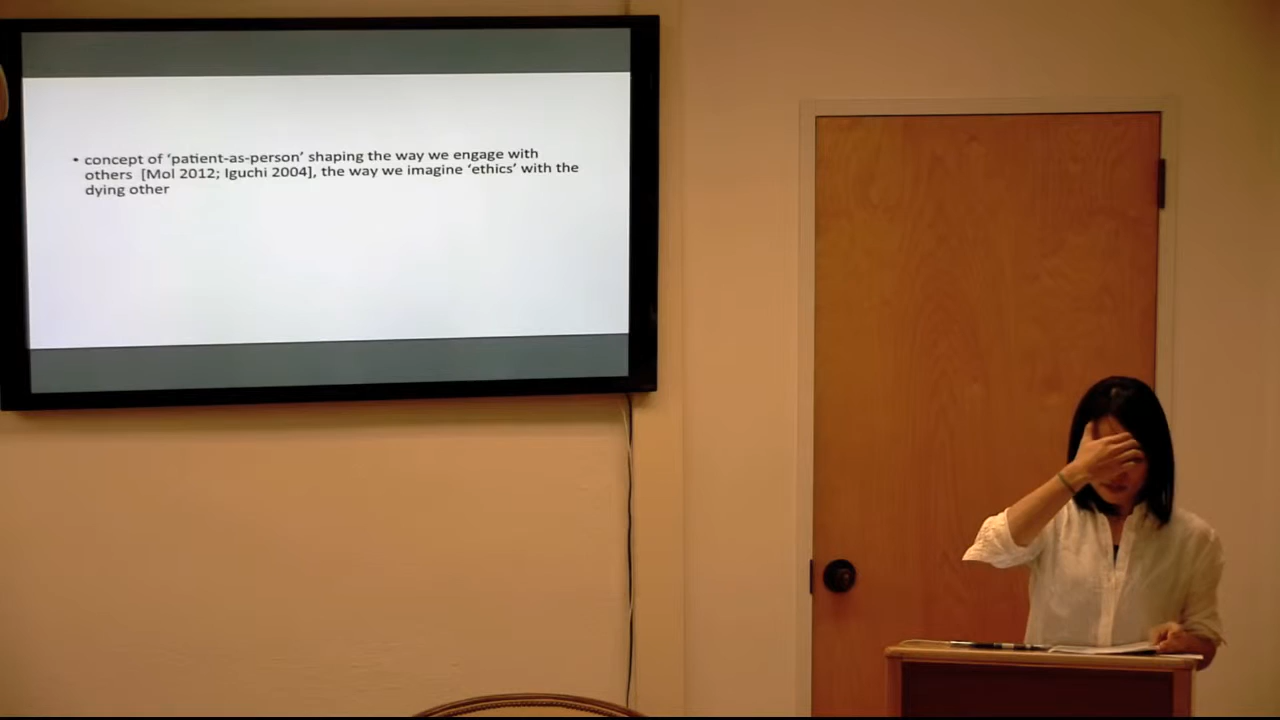 • concept of ‘patient-as-person’ shaping the way we engage with
others [Mol 2012; Iguchi 2004], the way we imagine ‘ethics’ with the
dying other